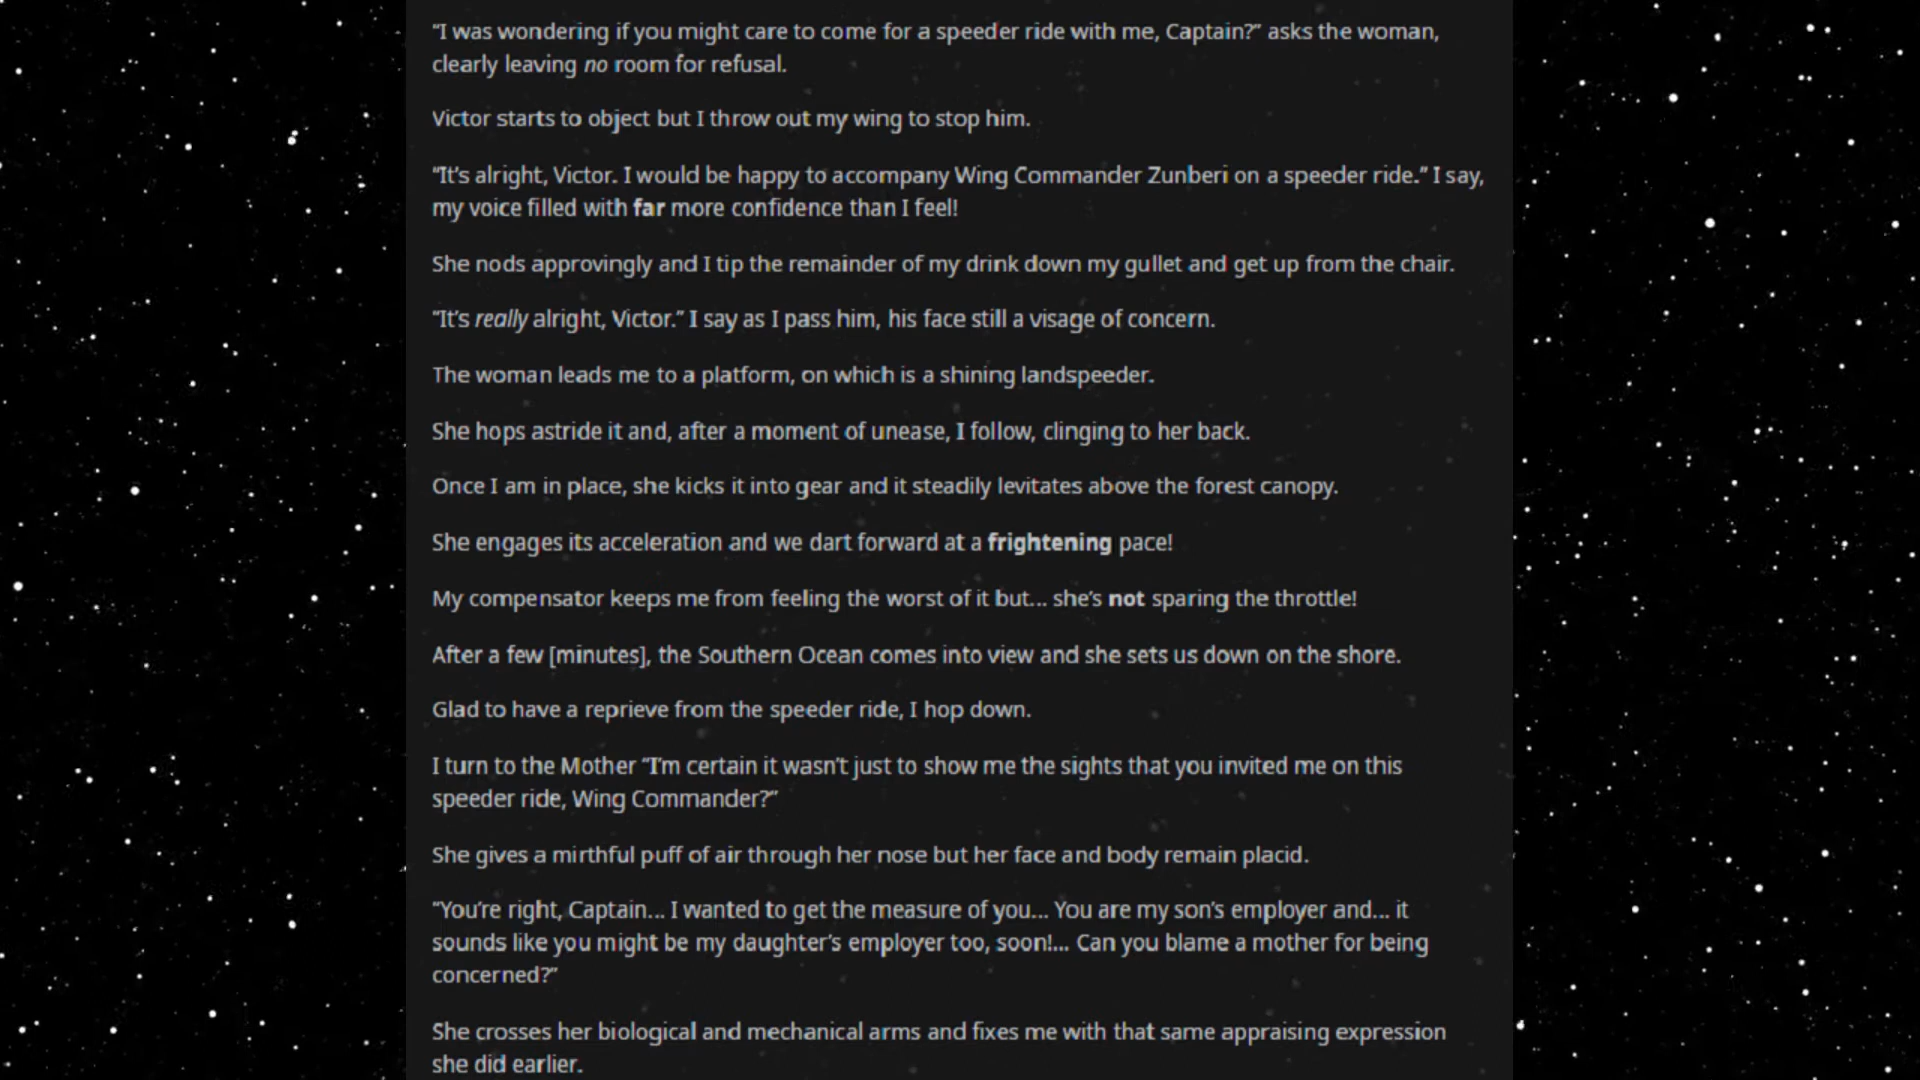 “I was wondering if you might care to come for a speeder ride with me, Captain?” asks the woman,
clearly leaving no room for refusal.
Victor starts to object but I throw out my wing to stop him.
“It’s alright, Victor. I would be happy to accompany Wing Commander Zunberi on a speeder ride.” I say,
my voice filled with far more confidence than I feel!
She nods approvingly and I tip the remainder of my drink down my gullet and get up from the chair.
“It’s really alright, Victor.” I say as I pass him, his face still a visage of concern.
The woman leads me to a platform, on which is a shining landspeeder.
She hops astride it and, after a moment of unease, I follow, clinging to her back.
Once I am in place, she kicks it into gear and it steadily levitates above the forest canopy.
She engages its acceleration and we dart forward at a frightening pace!
My compensator keeps me from feeling the worst of it but... she’s not sparing the throttle!
After a few [minutes], the Southern Ocean comes into view and she sets us down on the shore.
Glad to have a reprieve from the speeder ride, I hop down.
I turn to the Mother “I’m certain it wasn’t just to show me the sights that you invited me on this
speeder ride, Wing Commander?”
She gives a mirthful puff of air through her nose but her face and body remain placid.
“You’re right, Captain... I wanted to get the measure of you... You are my son’s employer and... it
sounds like you might be my daughter’s employer too, soon!... Can you blame a mother for being
concerned?”
She crosses her biological and mechanical arms and fixes me with that same appraising expression
she did earlier.